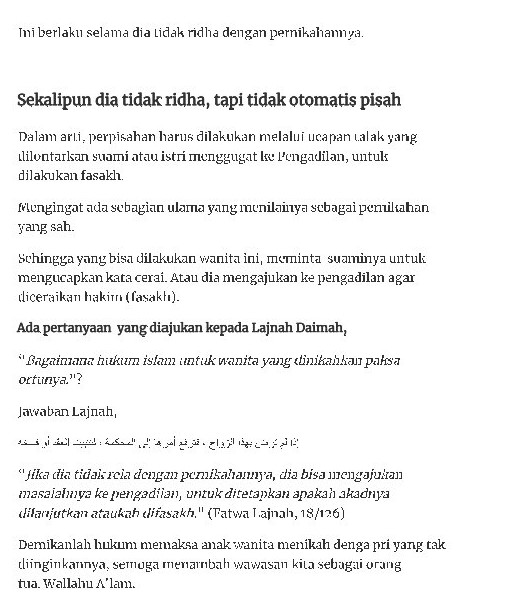 Ini berlaku selama dia tidak ridha dengan pernikahannya.
Sekalipun dia tidak ridha, tapi tidak otomatis pisah
Dalam arti, perpisahan harus dilakukan melalui ucapan talak yang
dilontarkan suami atau istri menggugat ke Pengadilan, untuk
dilakukan fasakh.
Mengingat ada sebagian ulama yang menilainya sebagai pernikahan
yang sah.
Sehingga yang bisa dilakukan wanita ini, meminta suaminya untuk
mengucapkan kata cerai. Atau dia mengajukan ke pengadilan agar
diceraikan hakim (fasakh).
Ada pertanyaan yang diajukan kepada Lajnah Daimah,
“Bagaimana hukum islam untuk wanita yang dinikahkan paksa
ortunya.”?
Jawaban Lajnah,
إذا لم ترضى بهذا الزواج ، فترفع أمرها إلى المحكمة ، لتثبيت العقد أو فسخه
“Jika dia tidak rela dengan pernikahannya, dia bisa mengajukan
masalahnya ke pengadilan, untuk ditetapkan apakah akadnya
dilanjutkan ataukah difasakh.” (Fatwa Lajnah, 18/126)
Demikanlah hukum memaksa anak wanita menikah denga pri yang tak
diinginkannya, semoga menambah wawasan kita sebagai orang
tua. Wallahu A'lam.